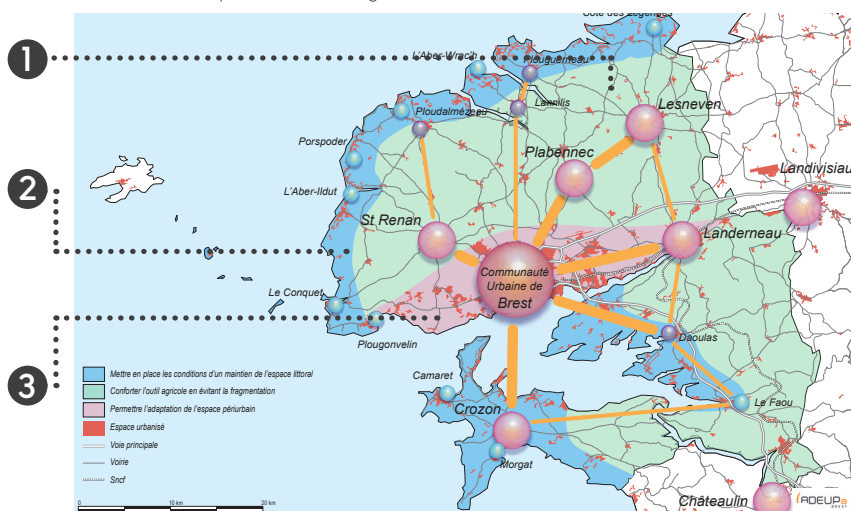 1
2
3
L'Aber-Wrac'h
Plouguerneau
Lannilis
Lesneven
Ploudalmézeau
Plabennec
Porspoder
Landivisiau
L'Aber-Ildut
St Renan
Landerneau
Communauté
Urbaine de
Brest
Le Conquet
Daoulas
Plougonvelin
Mettre en place les conditions d'un maintien de l'espace littoral
Conforter l'outil agricole en évitant la fragmentation
Permettre l'adaptation de l'espace périurbain
Espace urbanisé
Voie principale
Voirie
Sncf
Camaret
Crozon
Le Faou
Morgat
Châteaulin
0 10 km 20 km
ADEUPa
BREST